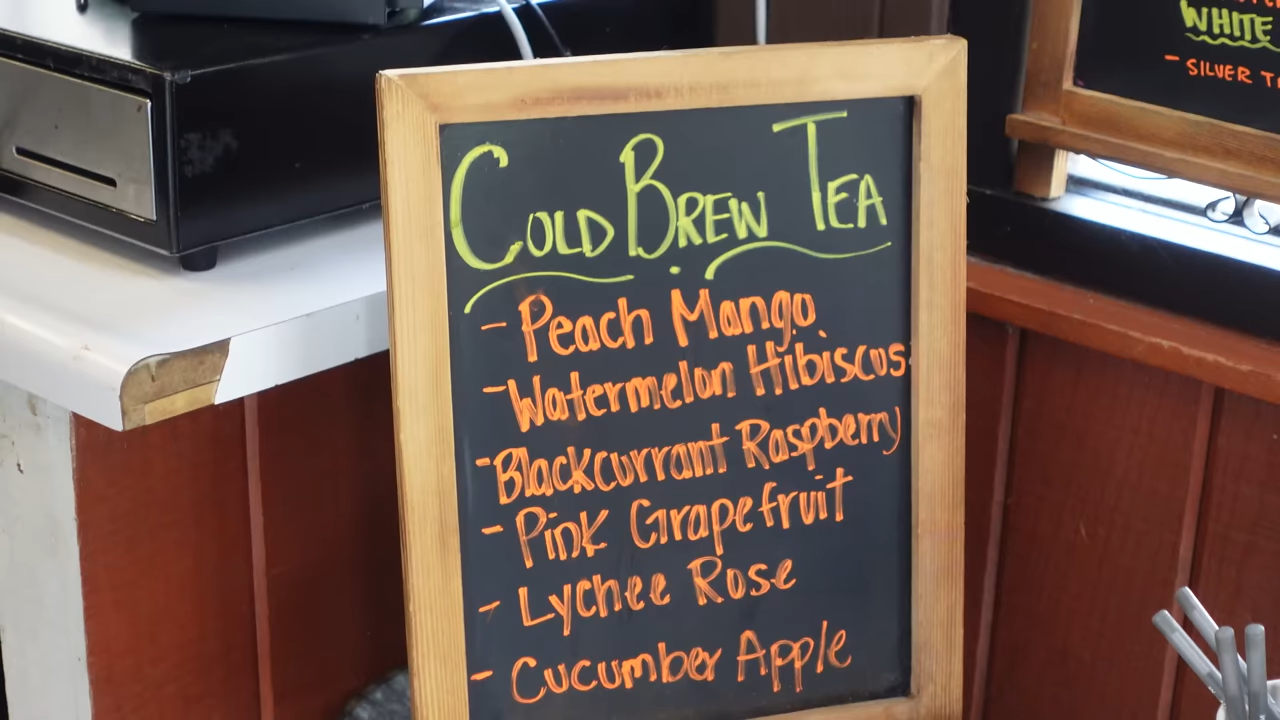 COLD BREW TEA
- Peach Mango
- Watermelon Hibiscus
- Blackcurrant Raspberry
- Pink Grapefruit
- Lychee Rose
- Cucumber Apple
WHITE
- SILVER